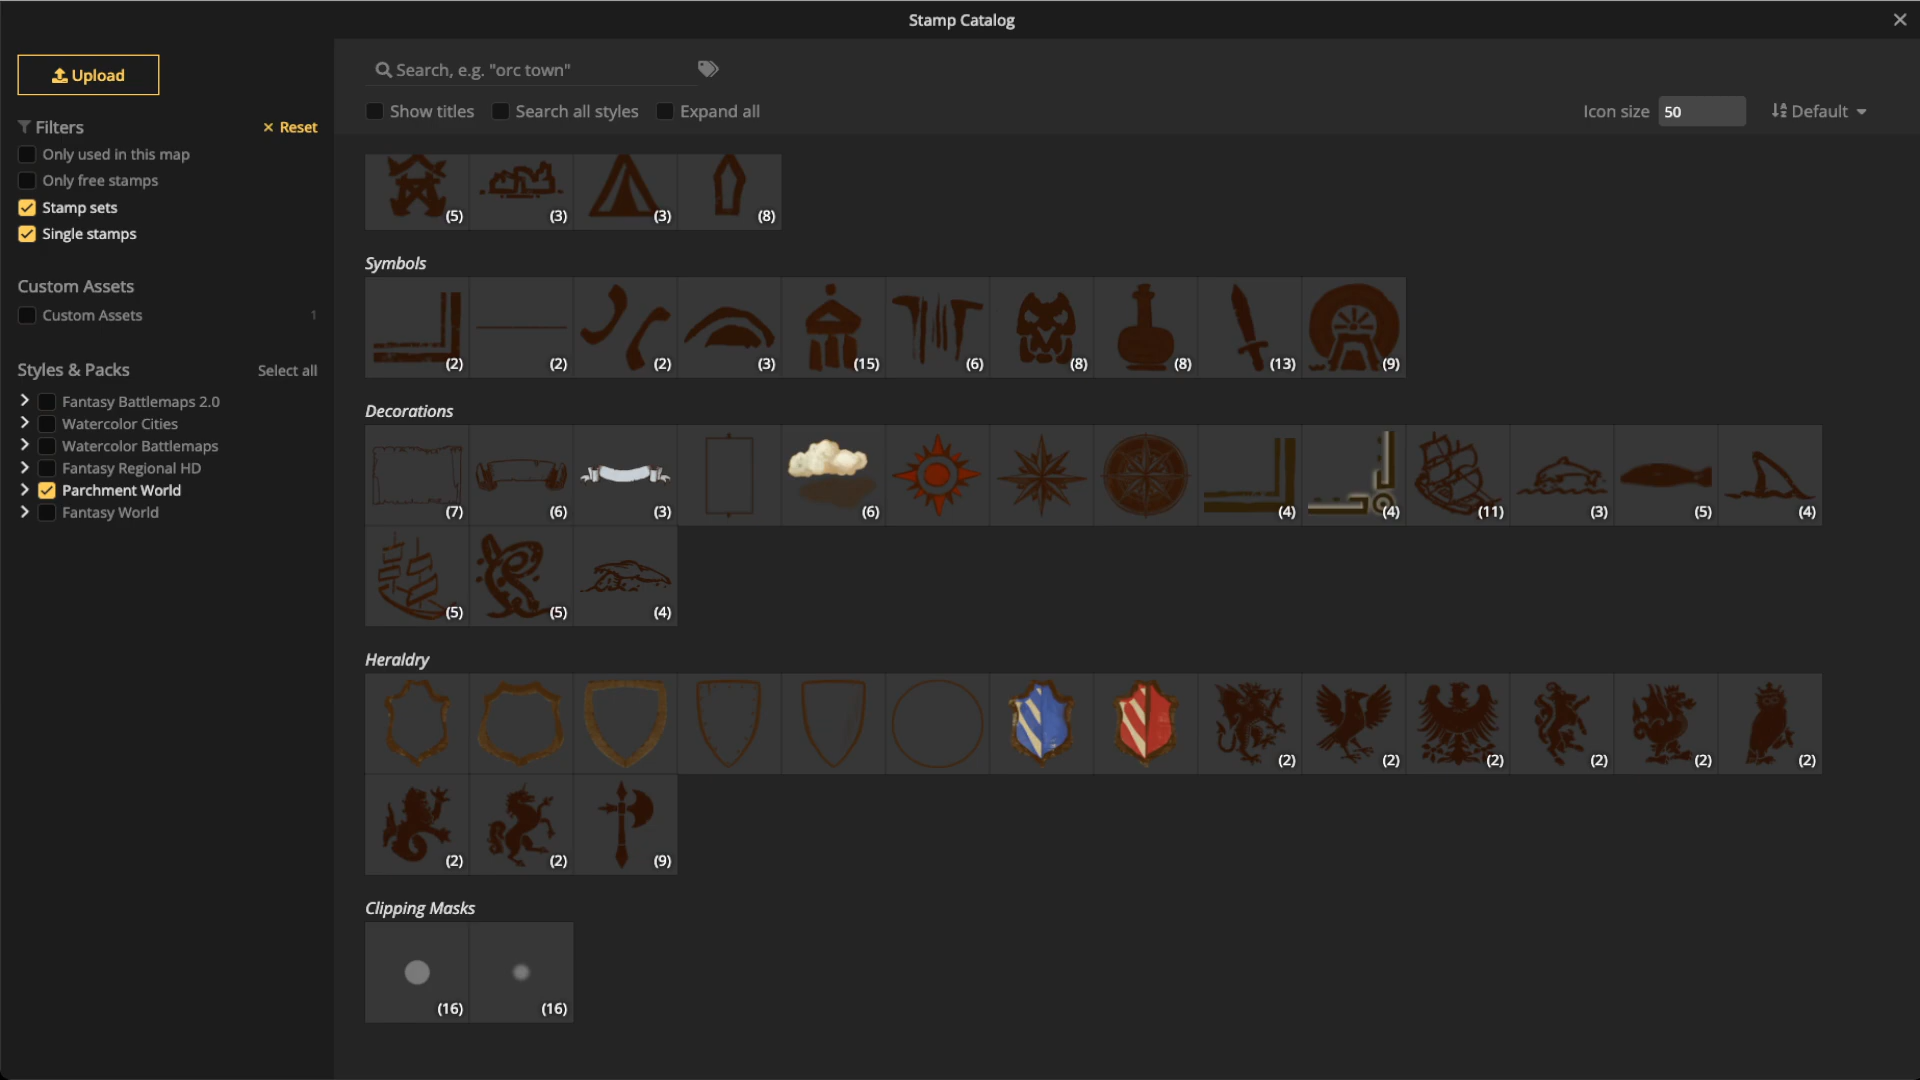 Stamp Catalog
Upload
Filters
Reset
Only used in this map
Only free stamps
Stamp sets
Single stamps
Custom Assets
Custom Assets 1
Styles & Packs Select all
Fantasy Battlemaps 2.0
Watercolor Cities
Watercolor Battlemaps
Fantasy Regional HD
Parchment World
Fantasy World
Search, e.g. "orc town"
Show titles Search all styles Expand all
Icon size 50 Default
(5) (3) (3) (8)
Symbols
(2) (2) (2) (3) (15) (6) (8) (8) (13) (9)
Decorations
(7) (6) (3) (6) (4) (4) (11) (3) (5) (4)
(5) (5) (4)
Heraldry
(2) (2) (2) (2) (2) (2)
(2) (2) (9)
Clipping Masks
(16) (16)